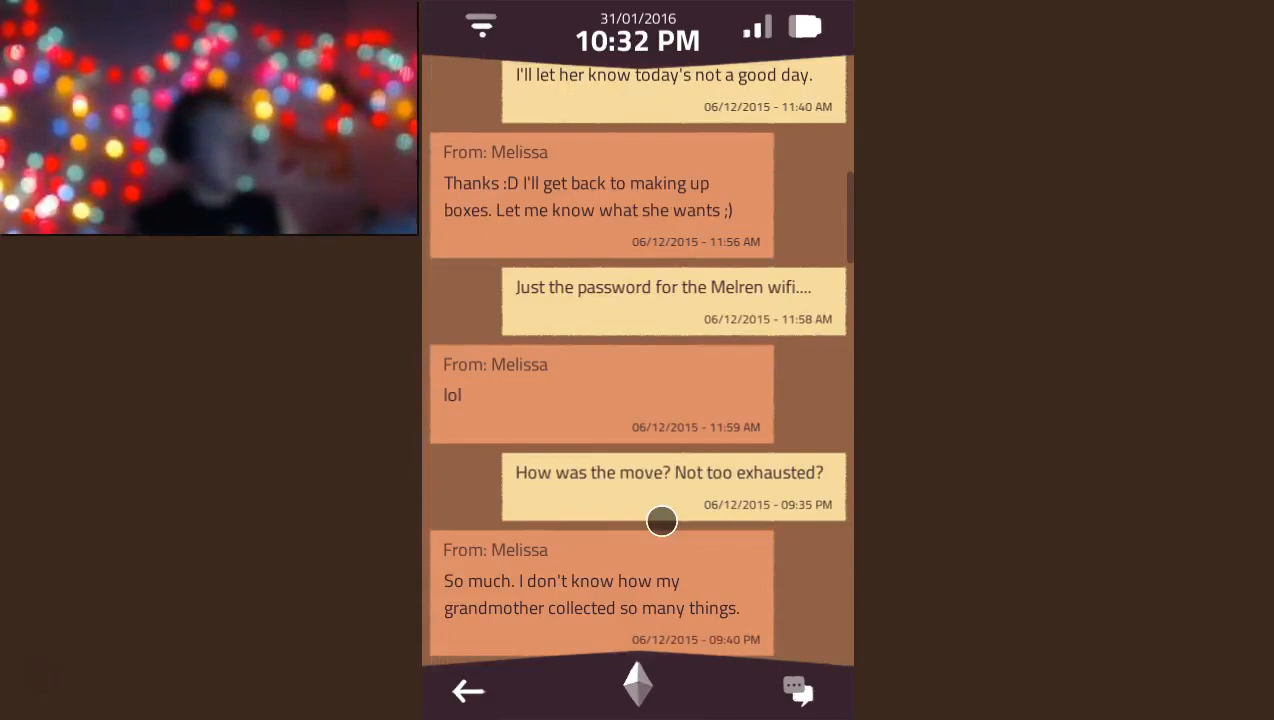 31/01/2016
10:32 PM
I'll let her know today's not a good day.
06/12/2015 - 11:40 AM
From: Melissa
Thanks :D I'll get back to making up
boxes. Let me know what she wants ;)
06/12/2015 - 11:56 AM
Just the password for the Melren wifi....
06/12/2015 - 11:58 AM
From: Melissa
lol
06/12/2015 - 11:59 AM
How was the move? Not too exhausted?
06/12/2015 - 09:35 PM
From: Melissa
So much. I don't know how my
grandmother collected so many things.
06/12/2015 - 09:40 PM